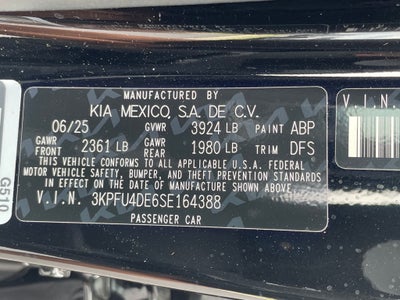 MANUFACTURED BY
KIA MEXICO, S.A. DE C.V.
06/25 GVWR 3924 LB PAINT ABP
GAWR FRONT 2361 LB GAWR REAR 1980 LB TRIM DFS
THIS VEHICLE CONFORMS TO ALL APPLICABLE U.S.A. FEDERAL
MOTOR VEHICLE SAFETY, BUMPER, AND THEFT PREVENTION STANDARDS
IN EFFECT ON THE DATE OF MANUFACTURE SHOWN ABOVE.
V.I.N. 3KPFU4DE6SE164388
PASSENGER CAR
V.I.N.
G510